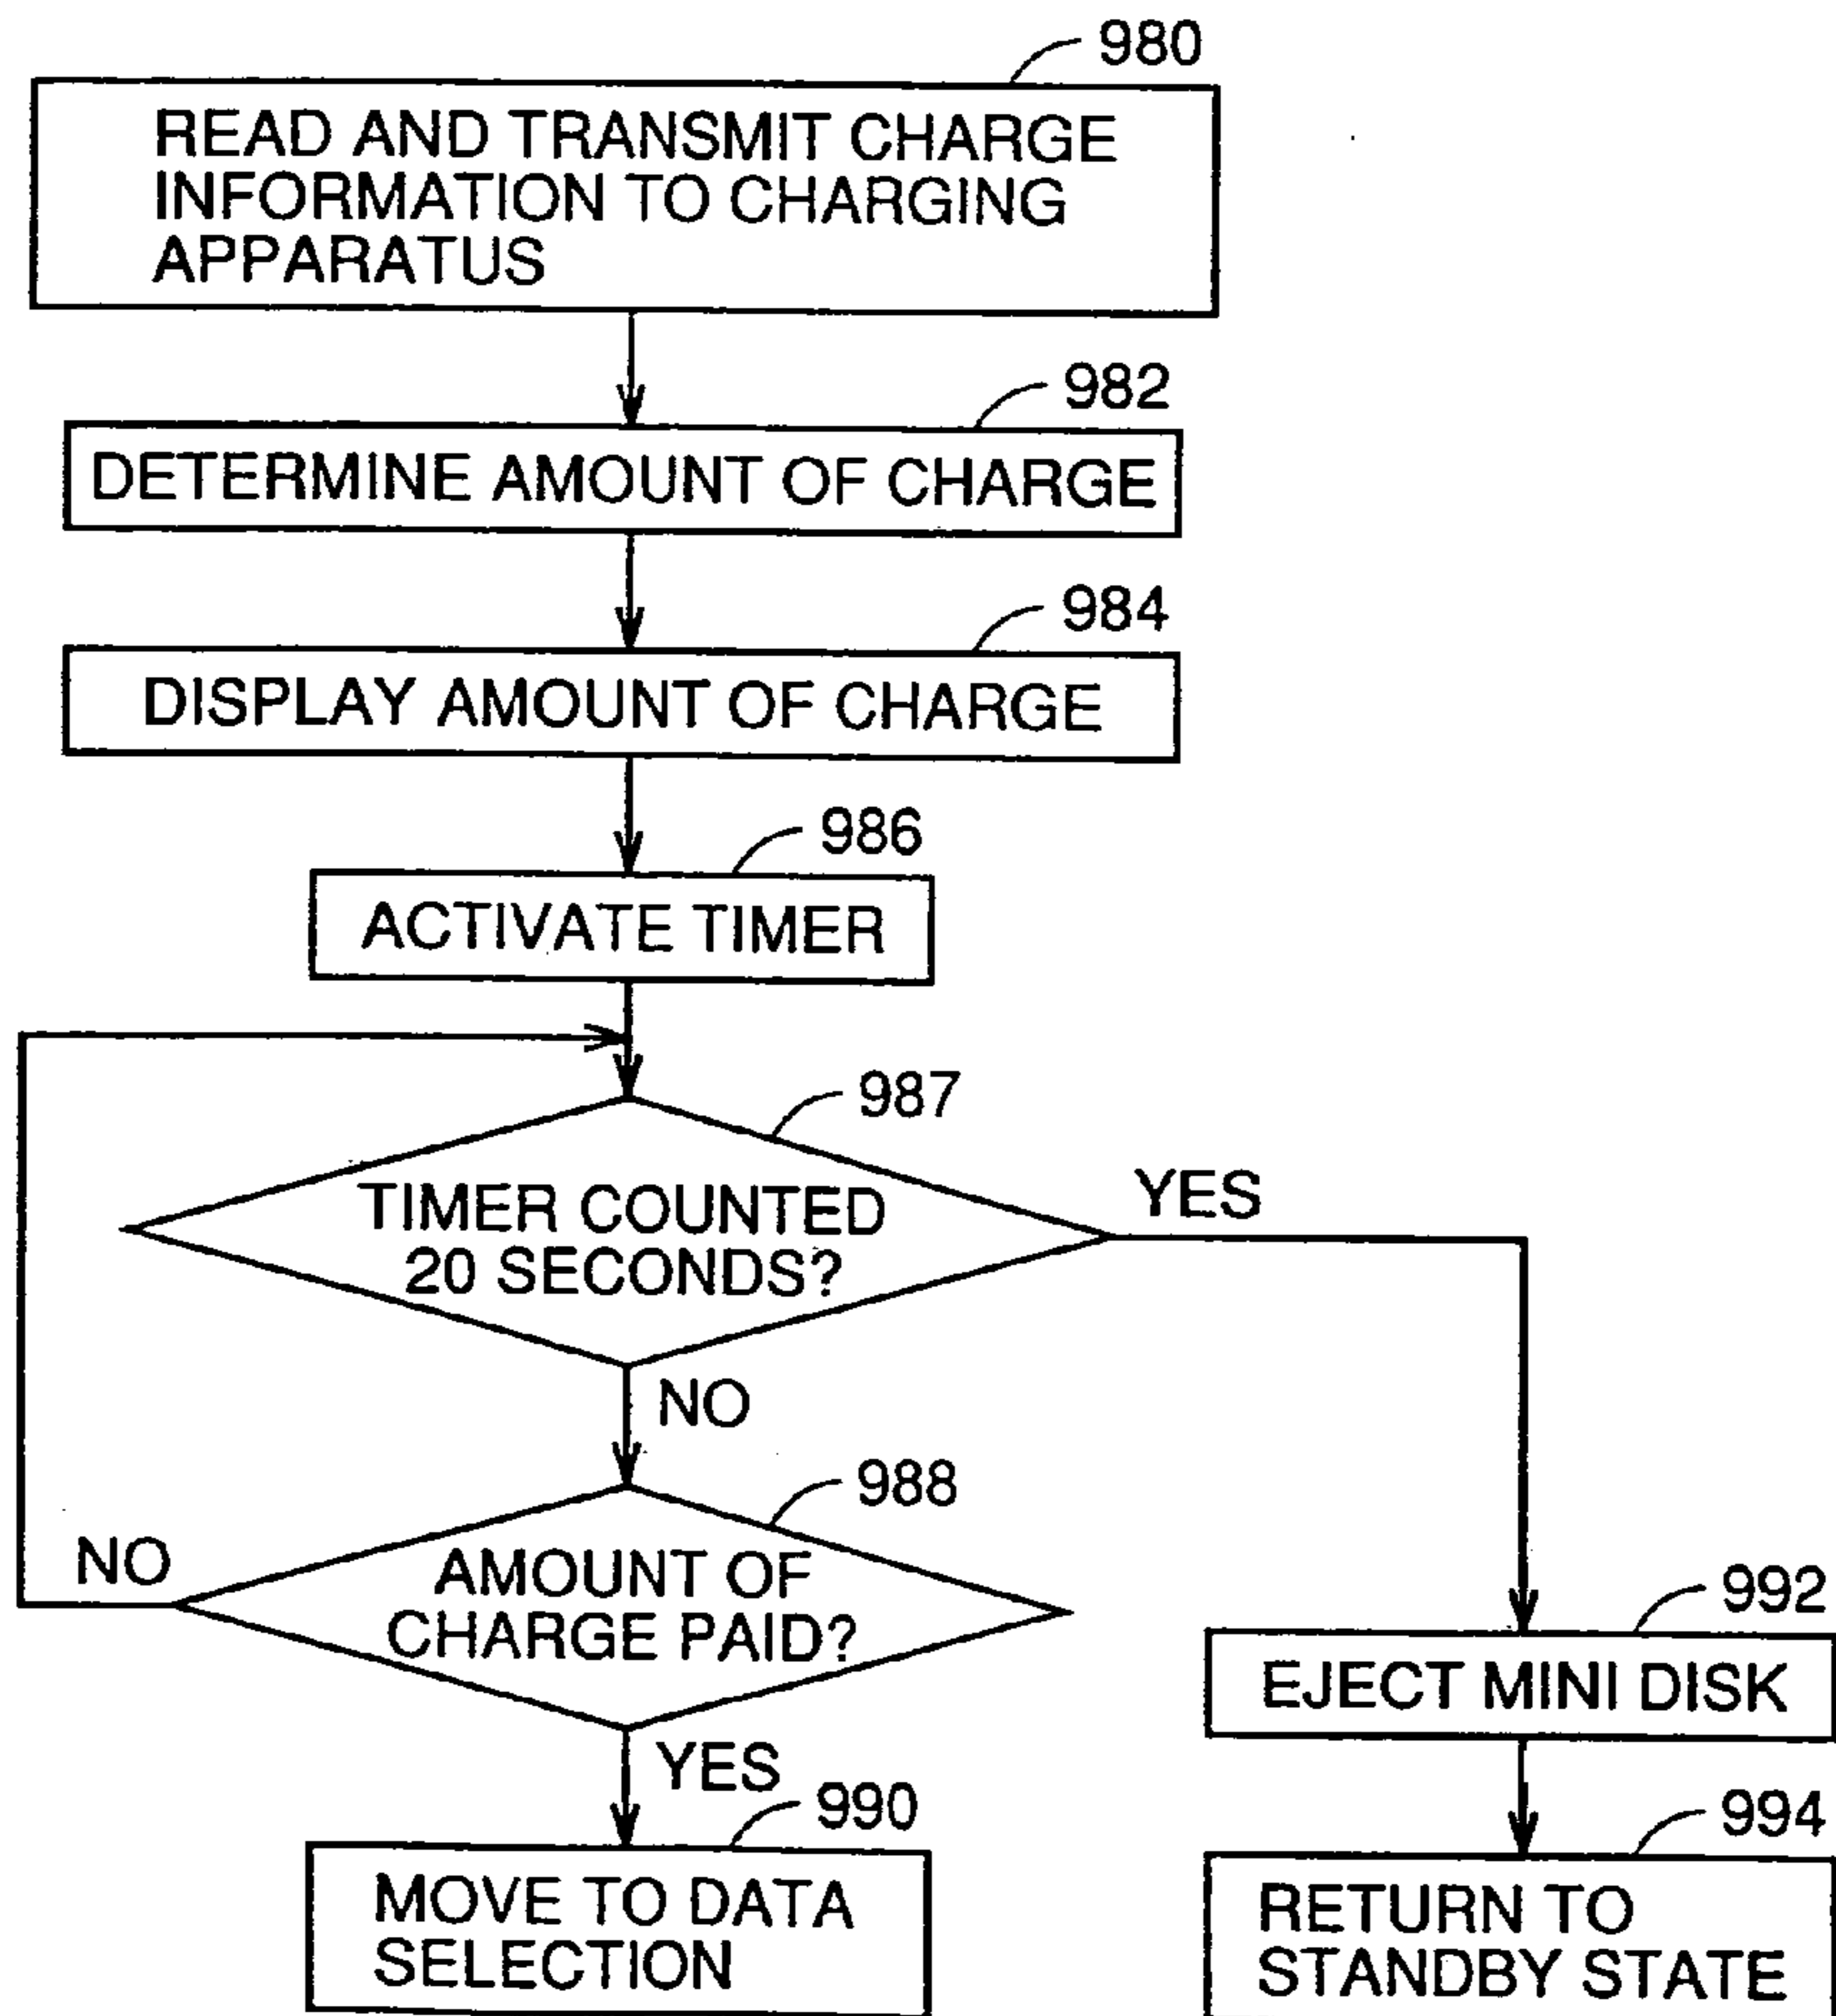 980
READ AND TRANSMIT CHARGE
INFORMATION TO CHARGING
APPARATUS
982
DETERMINE AMOUNT OF CHARGE
984
DISPLAY AMOUNT OF CHARGE
986
ACTIVATE TIMER
987
TIMER COUNTED
20 SECONDS?
YES
NO
988
AMOUNT OF
CHARGE PAID?
NO
YES
990
MOVE TO DATA
SELECTION
992
EJECT MINI DISK
994
RETURN TO
STANDBY STATE